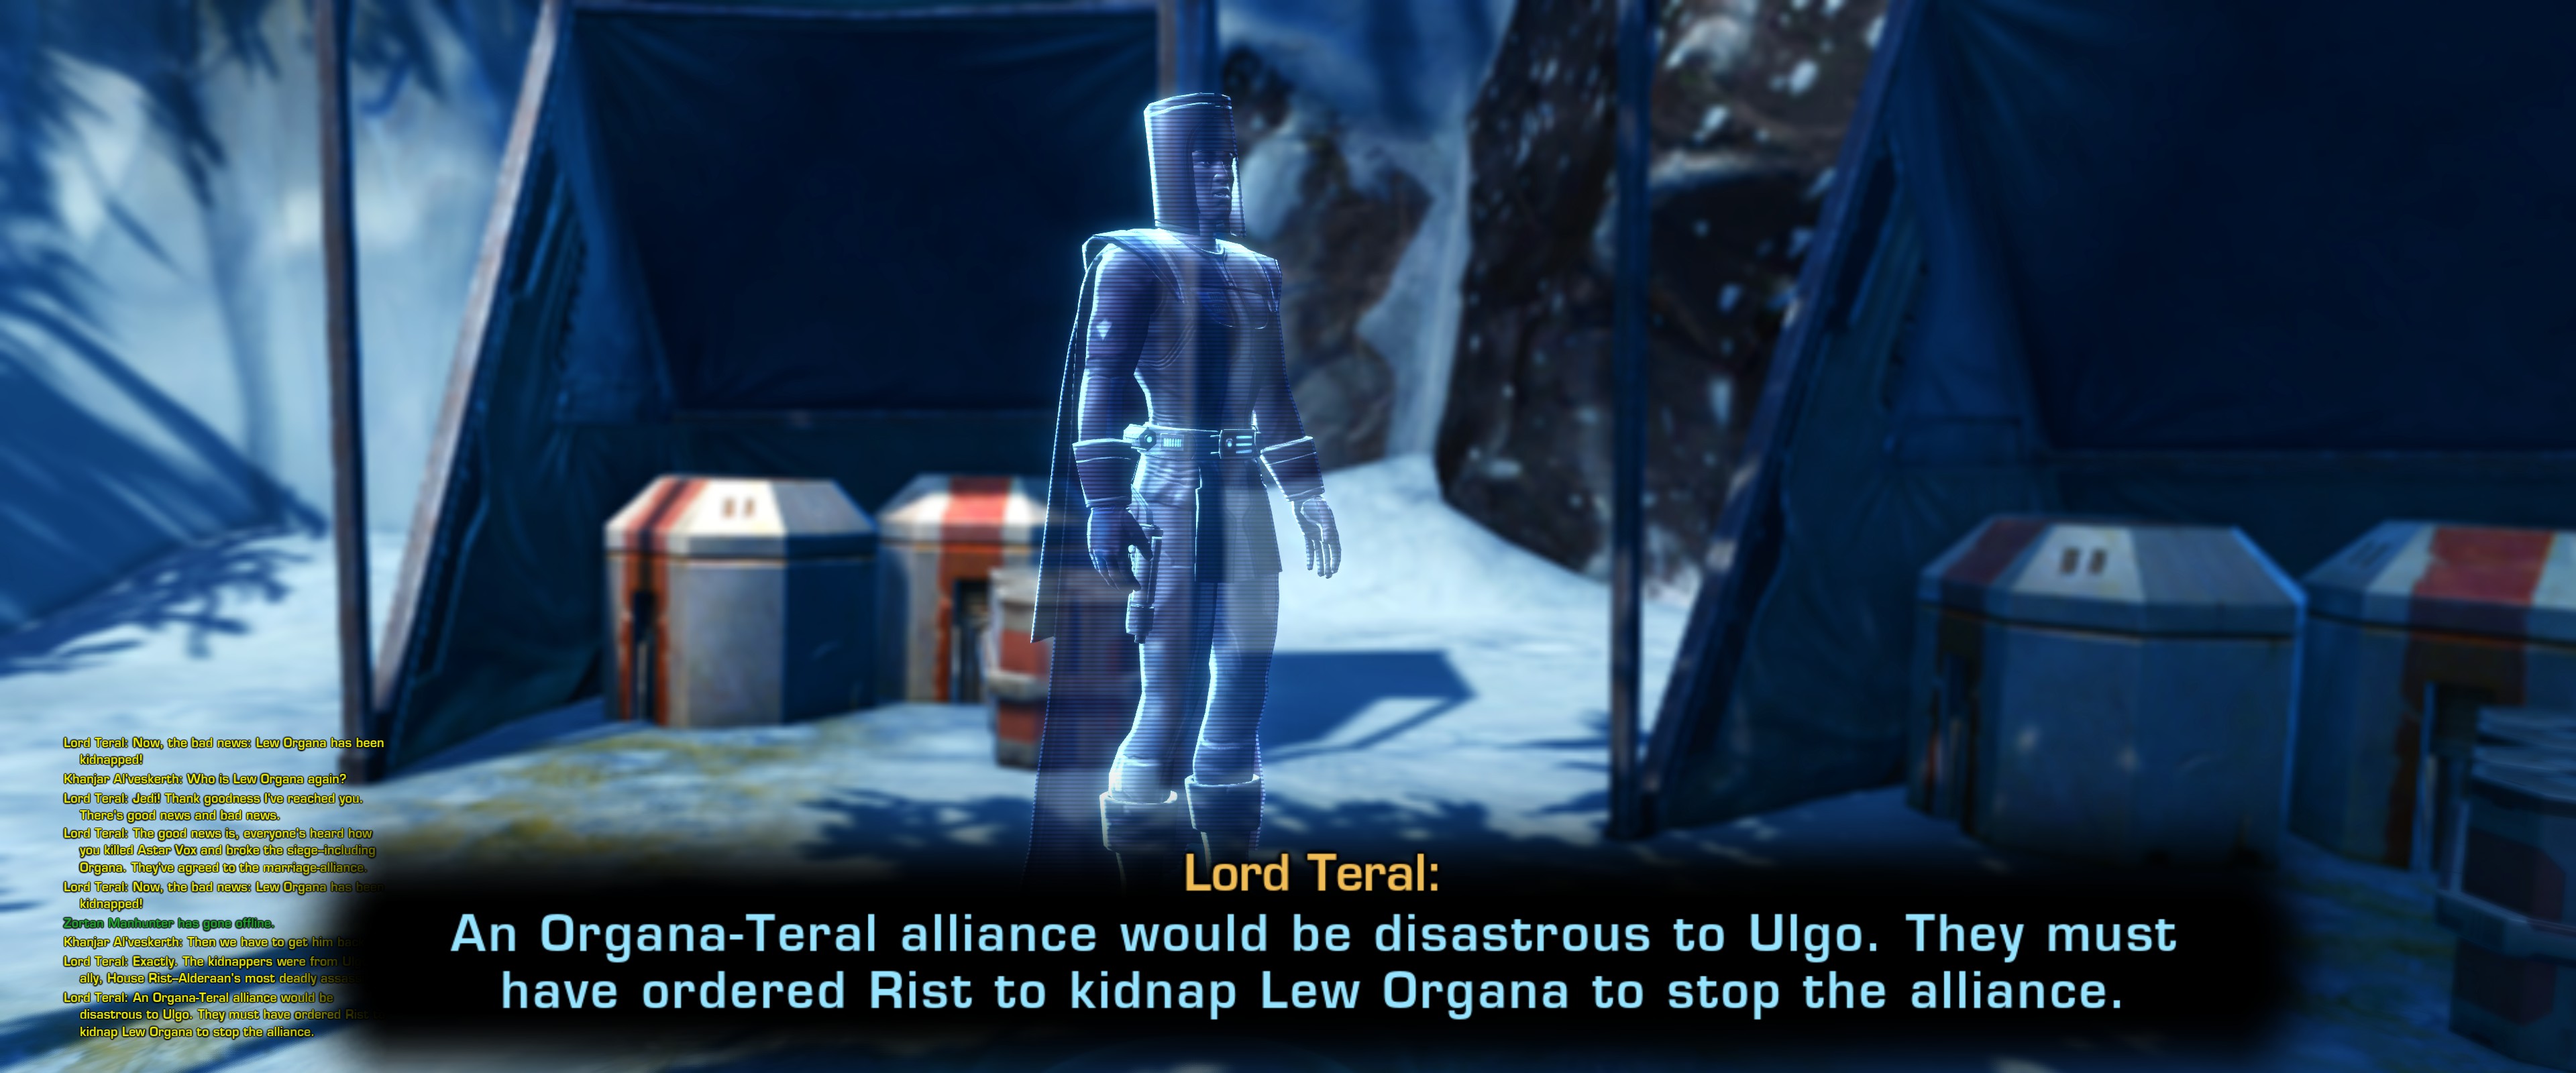 Lord Teral: Now, the bad news: Lew Organa has been
kidnapped!
Khanjar Al'veskerth: Who is Lew Organa again?
Lord Teral: Jedi! Thank goodness I've reached you.
There's good news and bad news.
Lord Teral: The good news is, everyone's heard how
you killed Astar Vox and broke the siege–including
Organa. They've agreed to the marriage-alliance.
Lord Teral: Now, the bad news: Lew Organa has been
kidnapped!
Zortan Manhunter has gone offline.
Khanjar Al'veskerth: Then we have to get him
Lord Teral: Exactly. The kidnappers were from
ally, House Rist–Alderaan's most deadly
Lord Teral: An Organa-Teral alliance would be
disastrous to Ulgo. They must have ordered Rist
kidnap Lew Organa to stop the alliance.
Lord Teral:
An Organa-Teral alliance would be disastrous to Ulgo. They must
have ordered Rist to kidnap Lew Organa to stop the alliance.